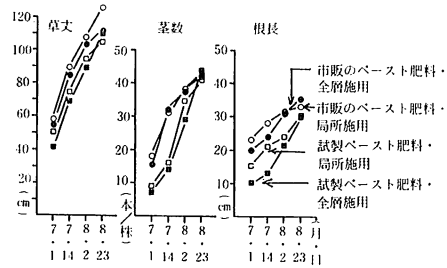 草丈
茎数
根長
120
100
80
60
40
20
(cm)
50
40
30
20
10
(本/株)
50
40
30
20
10
(cm)
市販のペースト肥料・
全層施用
市販のペースト肥料・
局所施用
試製ペースト肥料・
局所施用
試製ペースト肥料・
全層施用
7・1
7・14
8・2
8・23
7・1
7・14
8・2
8・23
7・1
7・14
8・2
8・23
月・日